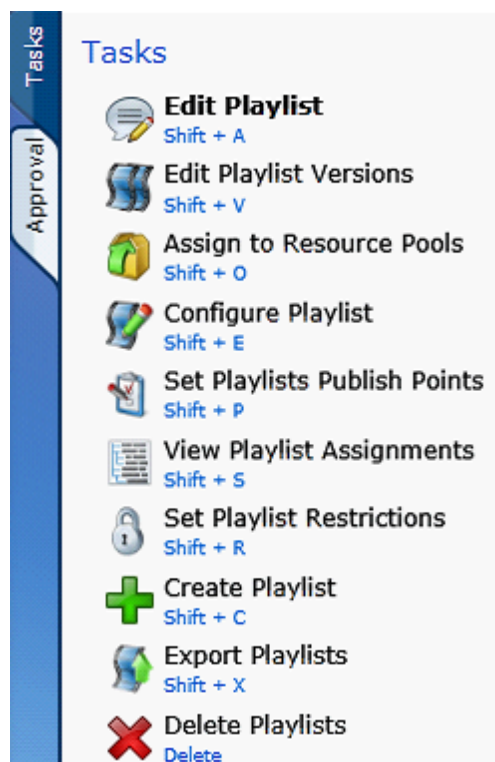 Tasks
Approval
Tasks
Edit Playlist
Shift + A
Edit Playlist Versions
Shift + V
Assign to Resource Pools
Shift + O
Configure Playlist
Shift + E
Set Playlists Publish Points
Shift + P
View Playlist Assignments
Shift + S
Set Playlist Restrictions
Shift + R
Create Playlist
Shift + C
Export Playlists
Shift + X
Delete Playlists
Delete